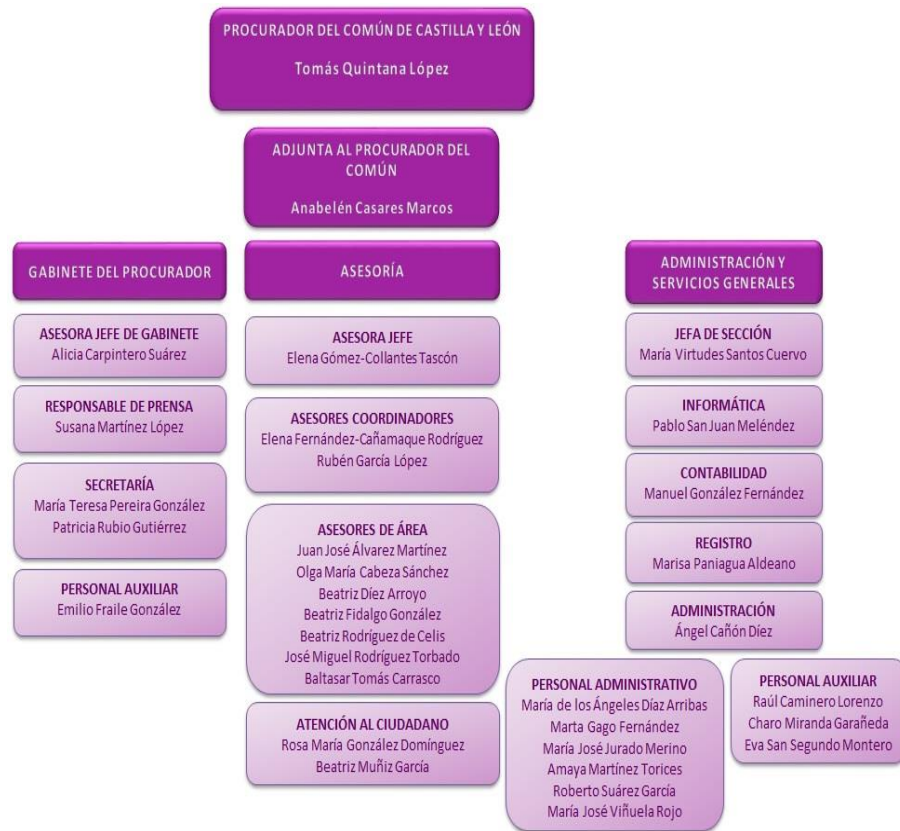 PROCURADOR DEL COMÚN DE CASTILLA Y LEÓN
Tomás Quintana López
ADJUNTA AL PROCURADOR DEL
COMÚN
Anabelén Casares Marcos
GABINETE DEL PROCURADOR
ASESORA JEFE DE GABINETE
Alicia Carpintero Suárez
RESPONSABLE DE PRENSA
Susana Martínez López
SECRETARÍA
María Teresa Pereira González
Patricia Rubio Gutiérrez
PERSONAL AUXILIAR
Emilio Fraile González
ASESORÍA
ASESORA JEFE
Elena Gómez-Collantes Tascón
ASESORES COORDINADORES
Elena Fernández-Cañamaque Rodríguez
Rubén García López
ASESORES DE ÁREA
Juan José Álvarez Martínez
Olga María Cabeza Sánchez
Beatriz Díez Arroyo
Beatriz Fidalgo González
Beatriz Rodríguez de Celis
José Miguel Rodríguez Torbado
Baltasar Tomás Carrasco
ATENCIÓN AL CIUDADANO
Rosa María González Domínguez
Beatriz Muñiz García
ADMINISTRACIÓN Y
SERVICIOS GENERALES
JEFA DE SECCIÓN
María Virtudes Santos Cuervo
INFORMÁTICA
Pablo San Juan Meléndez
CONTABILIDAD
Manuel González Fernández
REGISTRO
Marisa Paniagua Aldeano
ADMINISTRACIÓN
Ángel Cañón Díez
PERSONAL ADMINISTRATIVO
María de los Ángeles Díaz Arribas
Marta Gago Fernández
María José Jurado Merino
Amaya Martínez Torices
Roberto Suárez García
María José Viñuela Rojo
PERSONAL AUXILIAR
Raúl Caminero Lorenzo
Charo Miranda Garañeda
Eva San Segundo Montero